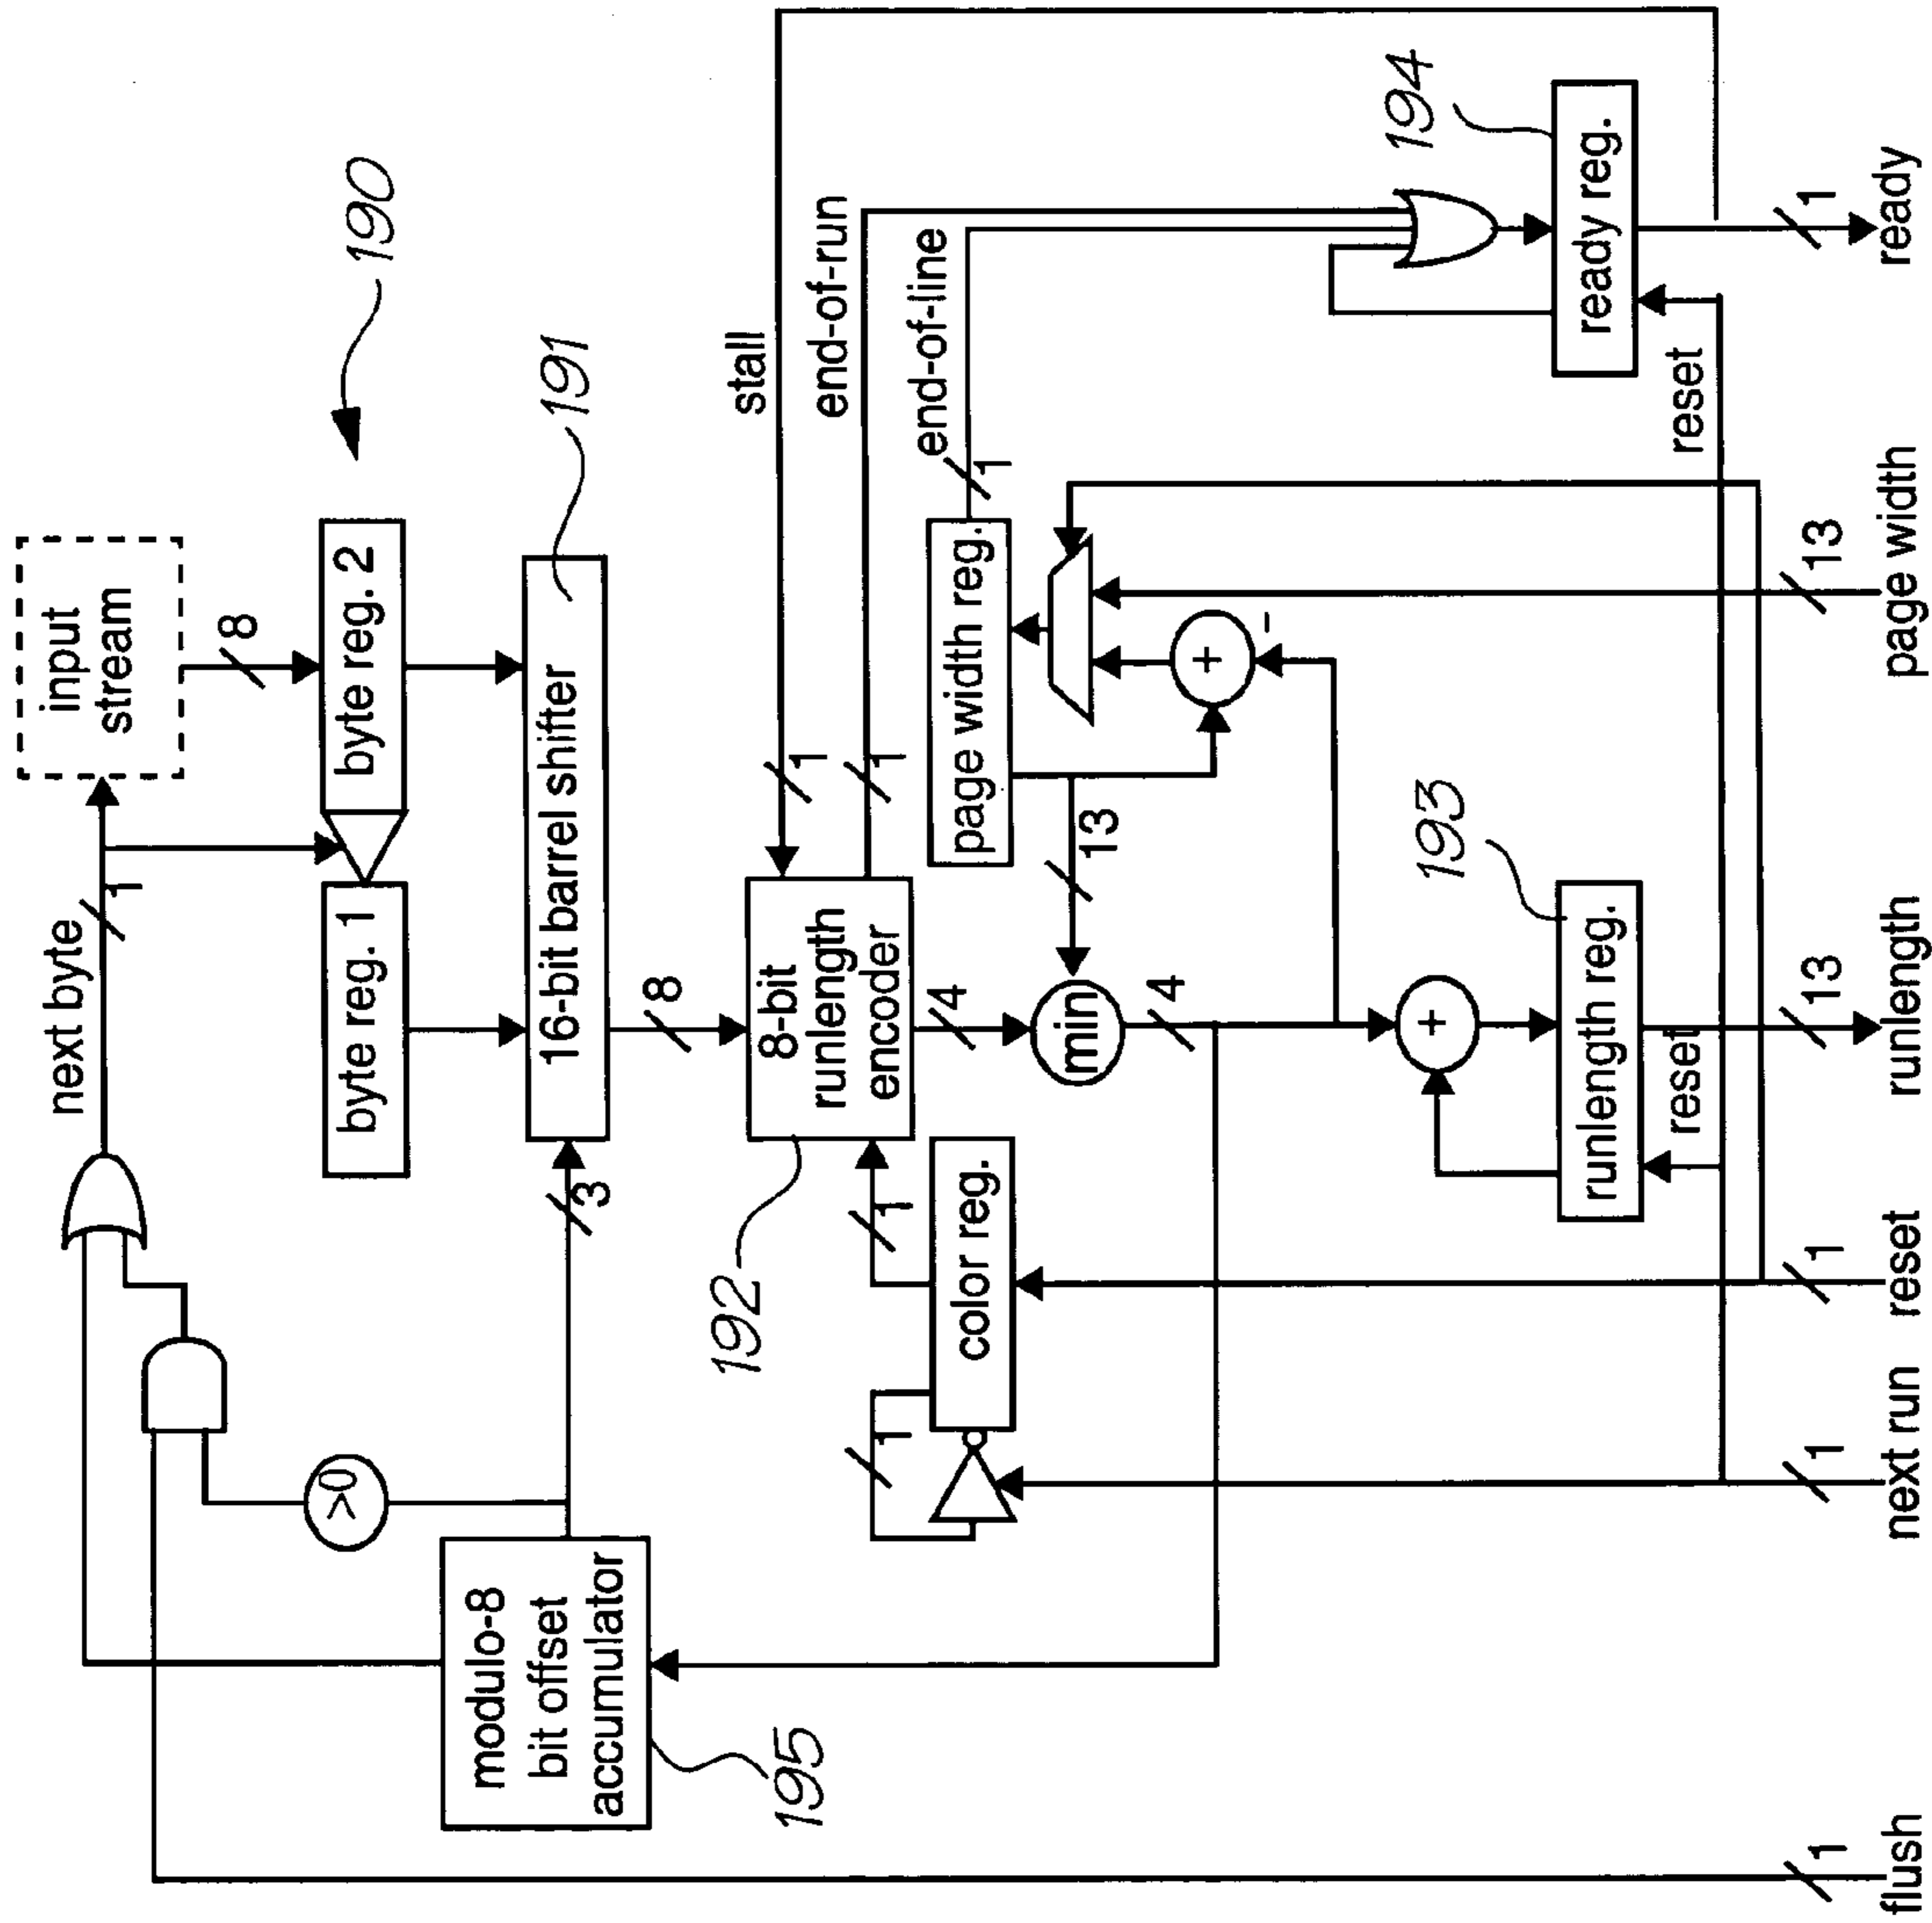 input
stream
next byte
1
8
190
byte reg. 1
byte reg. 2
16-bit barrel shifter
191
>0
3
8
modulo-8
bit offset
accumulator
195
8-bit
runlength
encoder
192
stall
1
end-of-run
1
end-of-line
1
color reg.
1
1
4
min
4
13
page width reg.
+
-
+
runlength reg.
193
reset
ready reg.
194
reset
flush
1
next run
1
reset
1
runlength
13
page width
13
ready
1